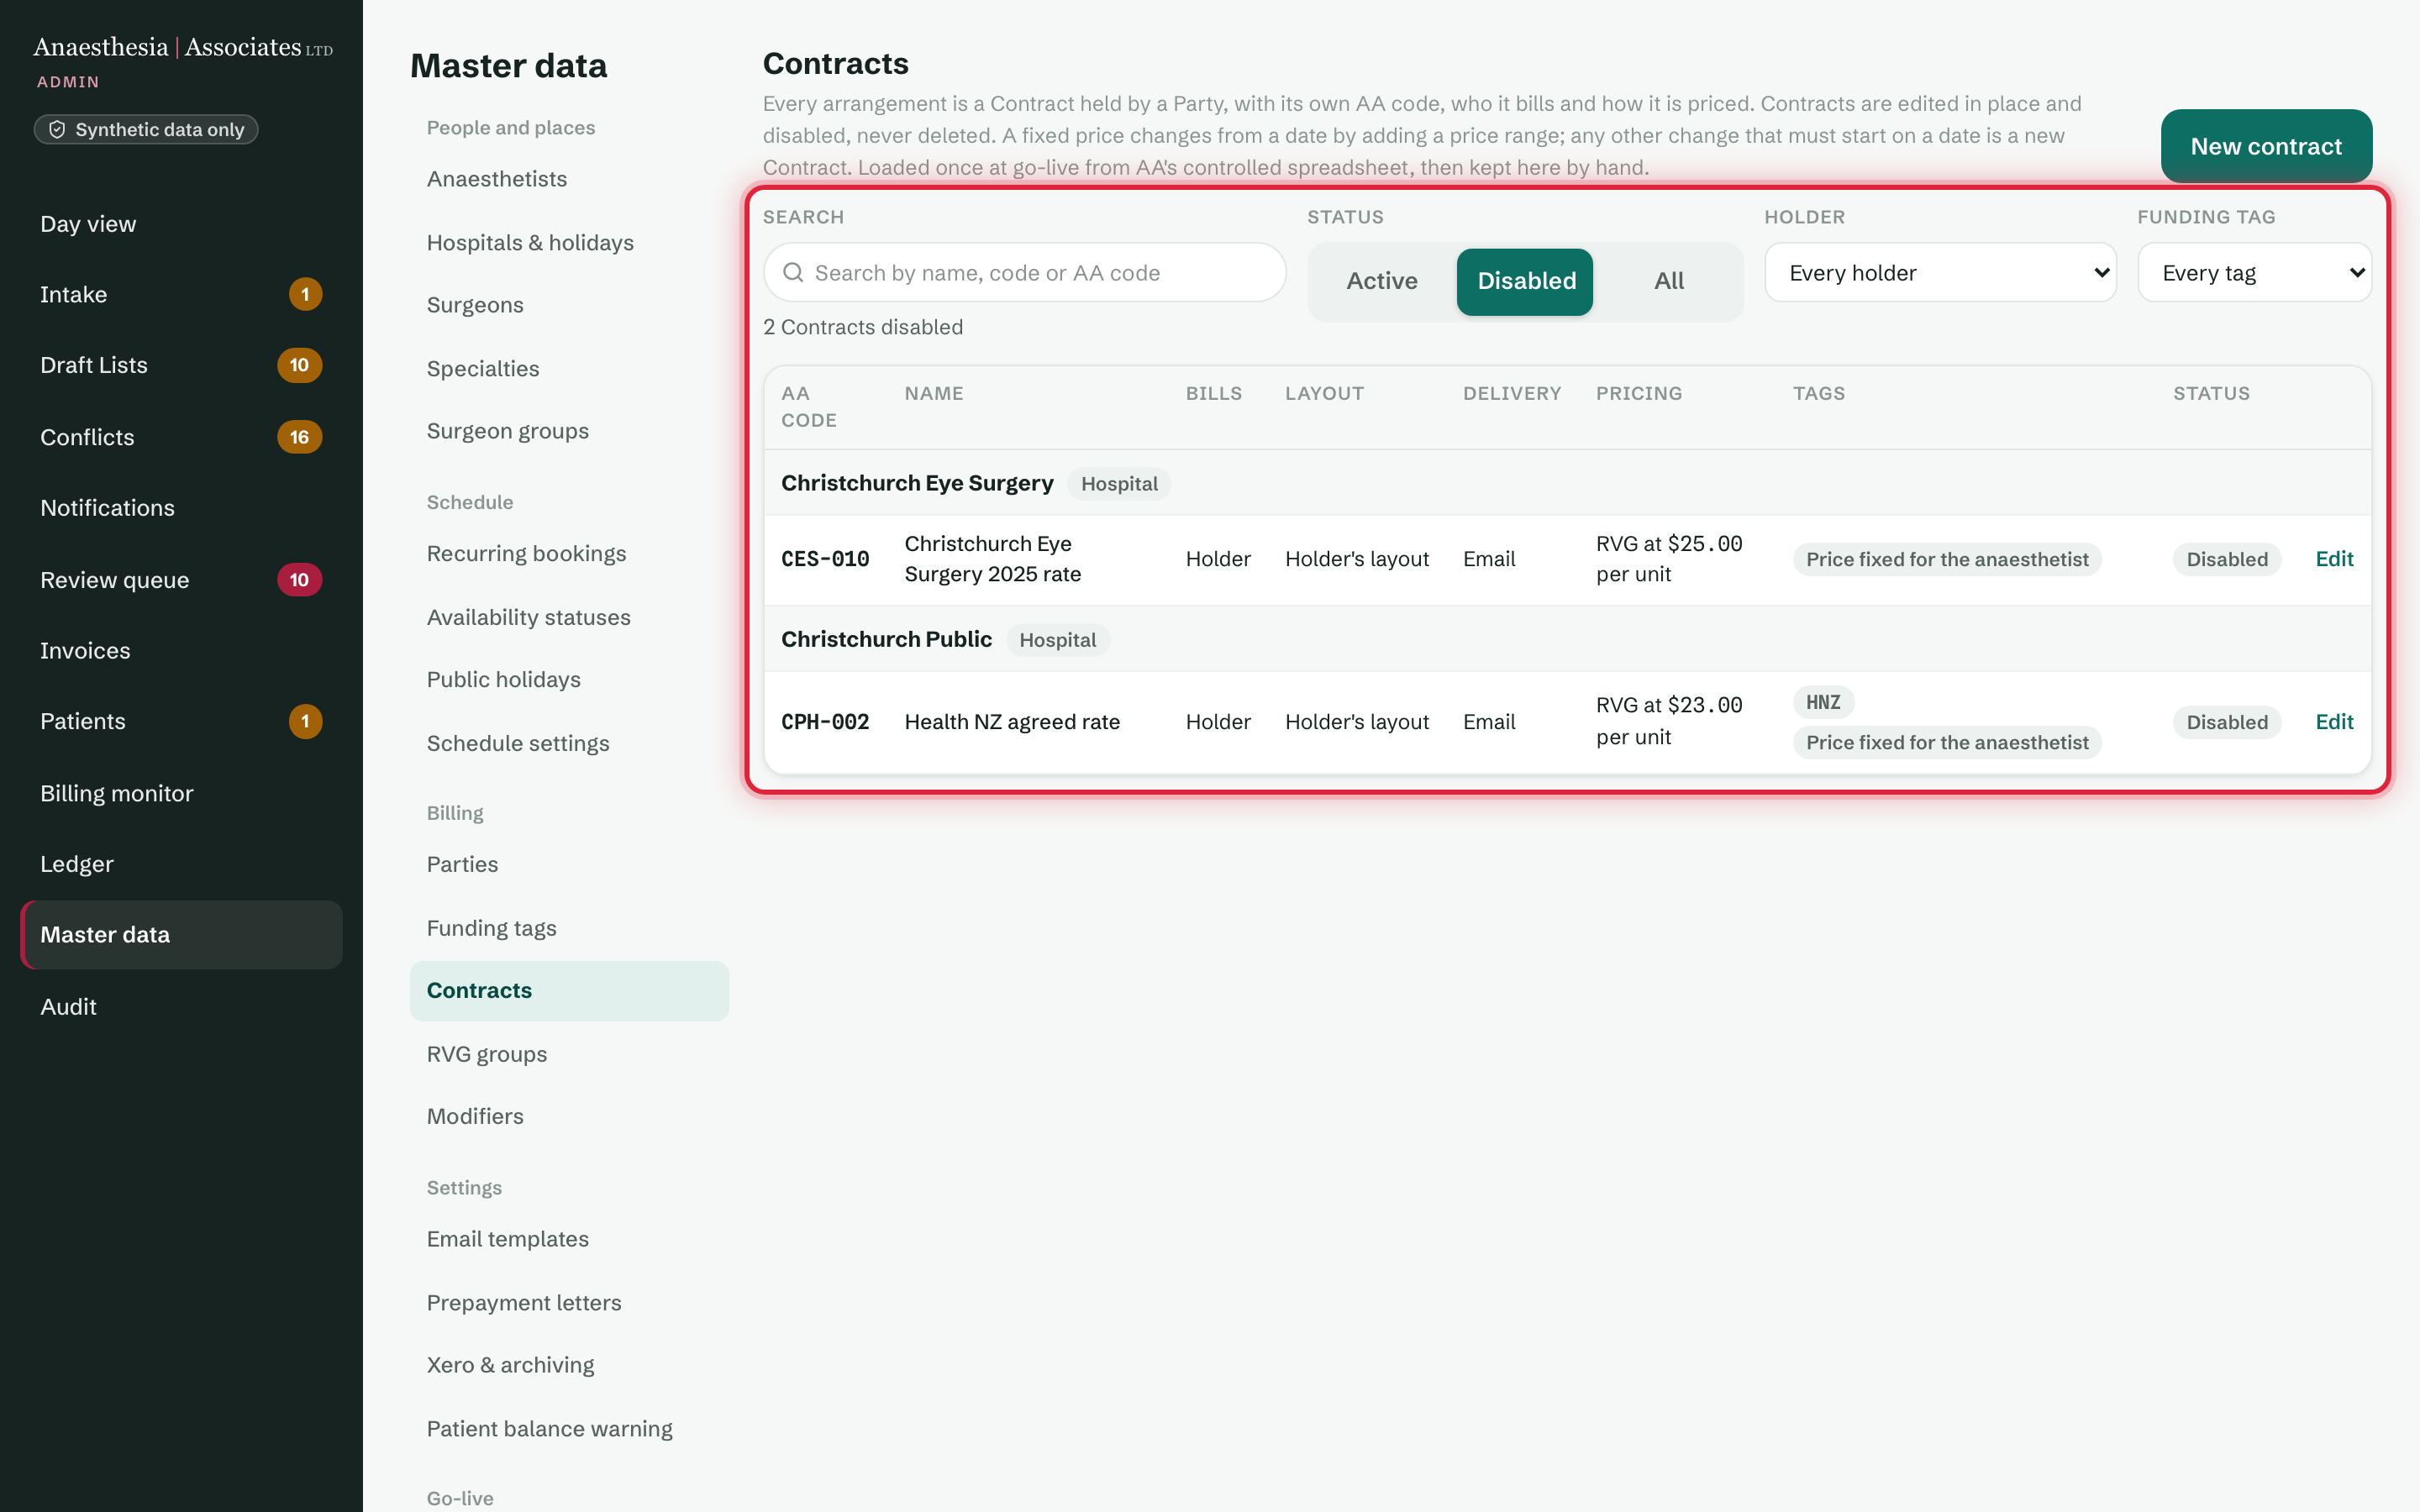 Anaesthesia | Associates LTD
ADMIN
Synthetic data only
Day view
Intake 1
Draft Lists 10
Conflicts 16
Notifications
Review queue 10
Invoices
Patients 1
Billing monitor
Ledger
Master data
Audit
Master data
People and places
Anaesthetists
Hospitals & holidays
Surgeons
Specialties
Surgeon groups
Schedule
Recurring bookings
Availability statuses
Public holidays
Schedule settings
Billing
Parties
Funding tags
Contracts
RVG groups
Modifiers
Settings
Email templates
Prepayment letters
Xero & archiving
Patient balance warning
Go-live
Contracts
Every arrangement is a Contract held by a Party, with its own AA code, who it bills and how it is priced. Contracts are edited in place and
disabled, never deleted. A fixed price changes from a date by adding a price range; any other change that must start on a date is a new
Contract. Loaded once at go-live from AA's controlled spreadsheet, then kept here by hand.
New contract
SEARCH STATUS HOLDER FUNDING TAG
Search by name, code or AA code Active Disabled All Every holder Every tag
2 Contracts disabled
AA CODE NAME BILLS LAYOUT DELIVERY PRICING TAGS STATUS
Christchurch Eye Surgery Hospital
CES-010 Christchurch Eye Surgery 2025 rate Holder Holder's layout Email RVG at $25.00 per unit Price fixed for the anaesthetist Disabled Edit
Christchurch Public Hospital
CPH-002 Health NZ agreed rate Holder Holder's layout Email RVG at $23.00 per unit HNZ Price fixed for the anaesthetist Disabled Edit